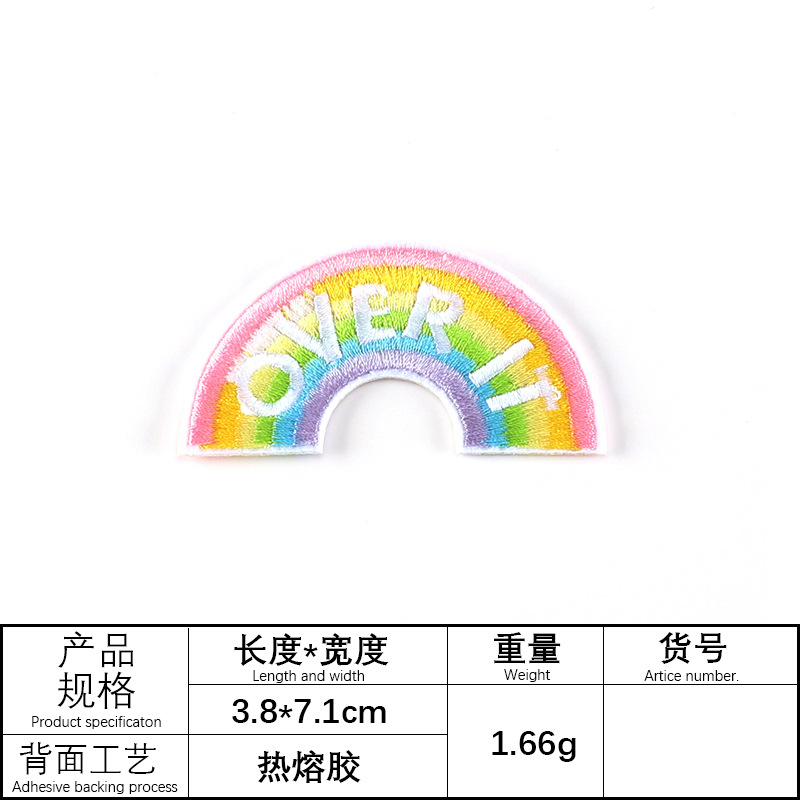 OVER IT
产品
规格
Product specificaton
长度*宽度
Length and width
重量
Weight
货号
Artice number.
3.8*7.1cm
1.66g
背面工艺
Adhesive backing process
热熔胶